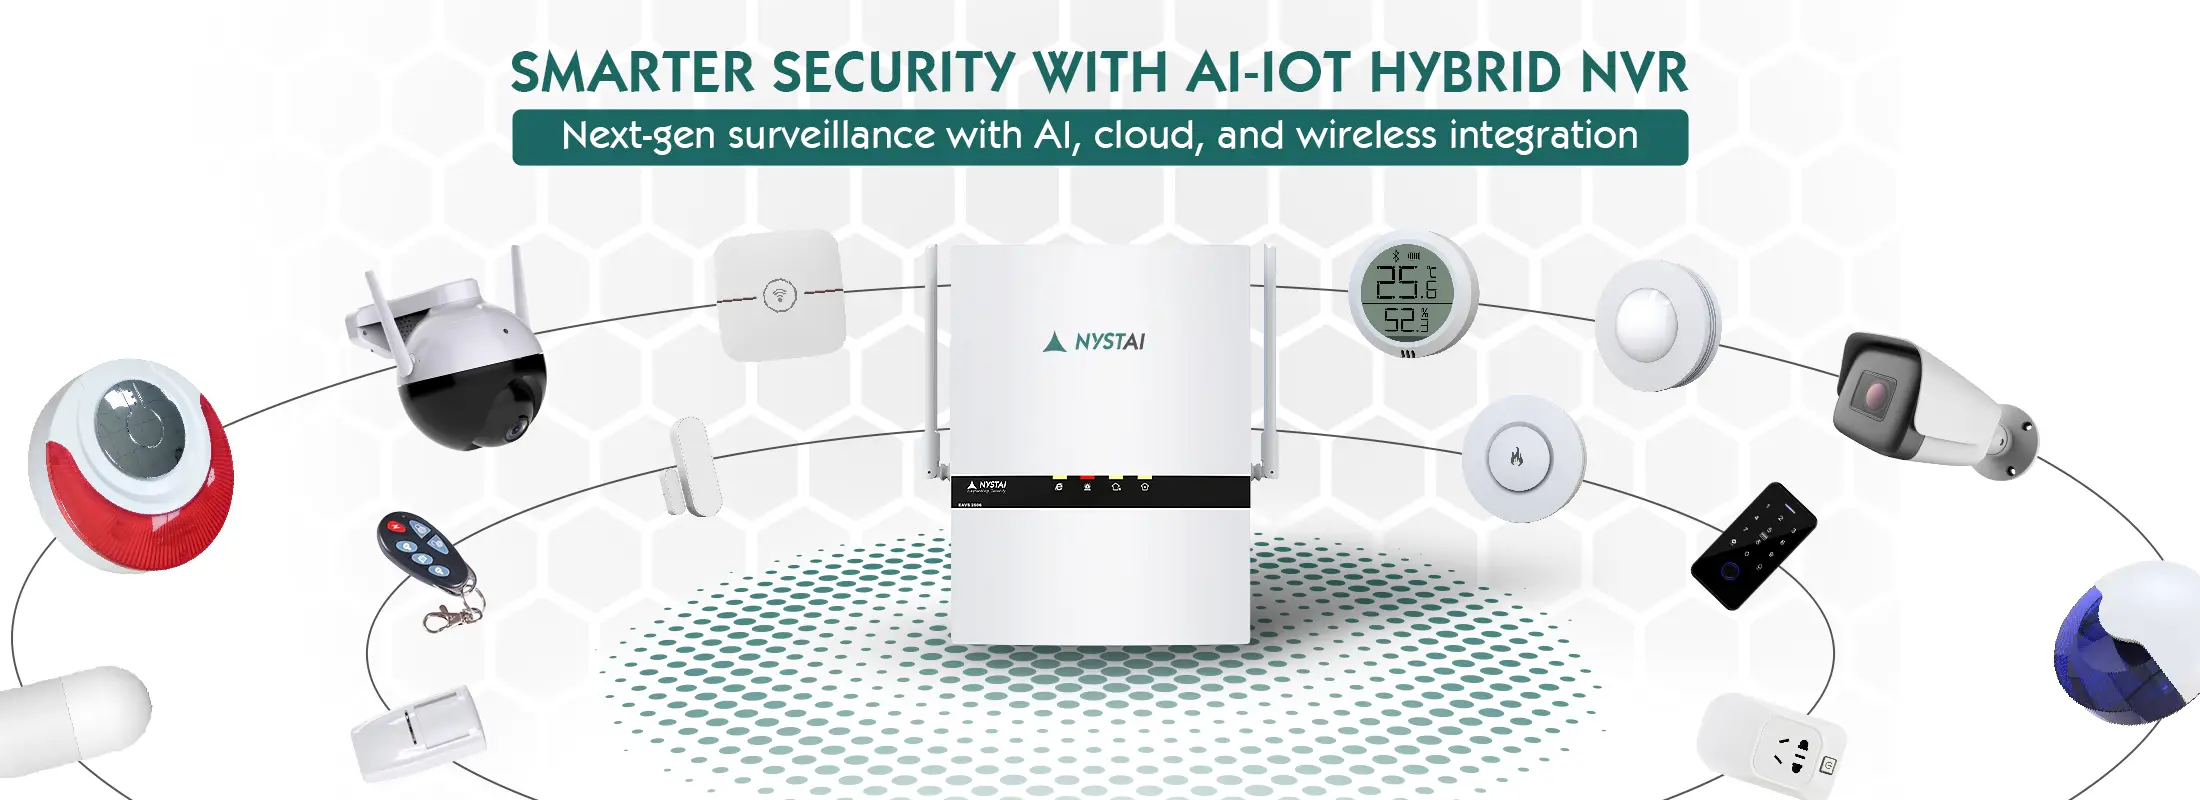 SMARTER SECURITY WITH AI-IOT HYBRID NVR
Next-gen surveillance with AI, cloud, and wireless integration
25.6 °C
52.3 %
NYSTAI
NYSTAI